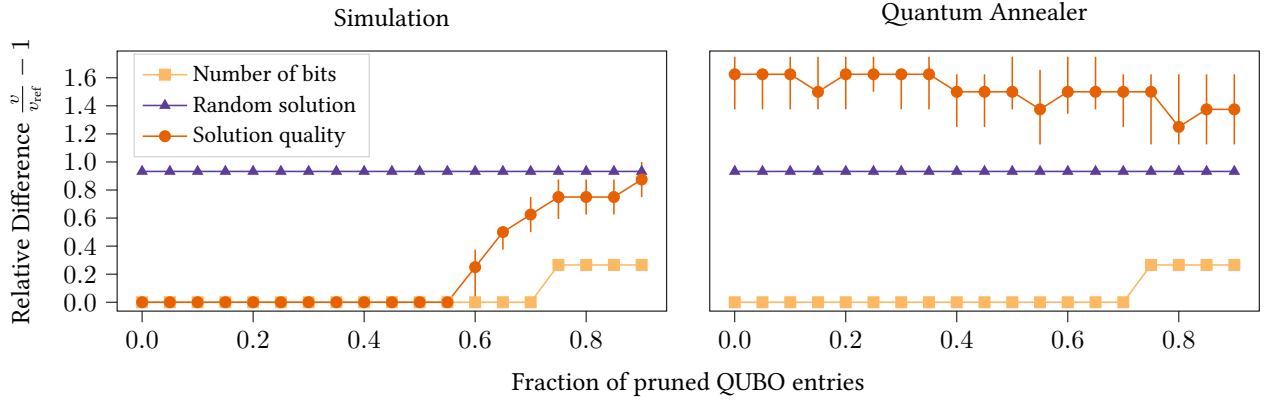 Simulation
Quantum Annealer
Relative Difference v/v_ref − 1
1.6
1.4
1.2
1.0
0.8
0.6
0.4
0.2
0.0
Number of bits
Random solution
Solution quality
0.0 0.2 0.4 0.6 0.8
0.0 0.2 0.4 0.6 0.8
Fraction of pruned QUBO entries